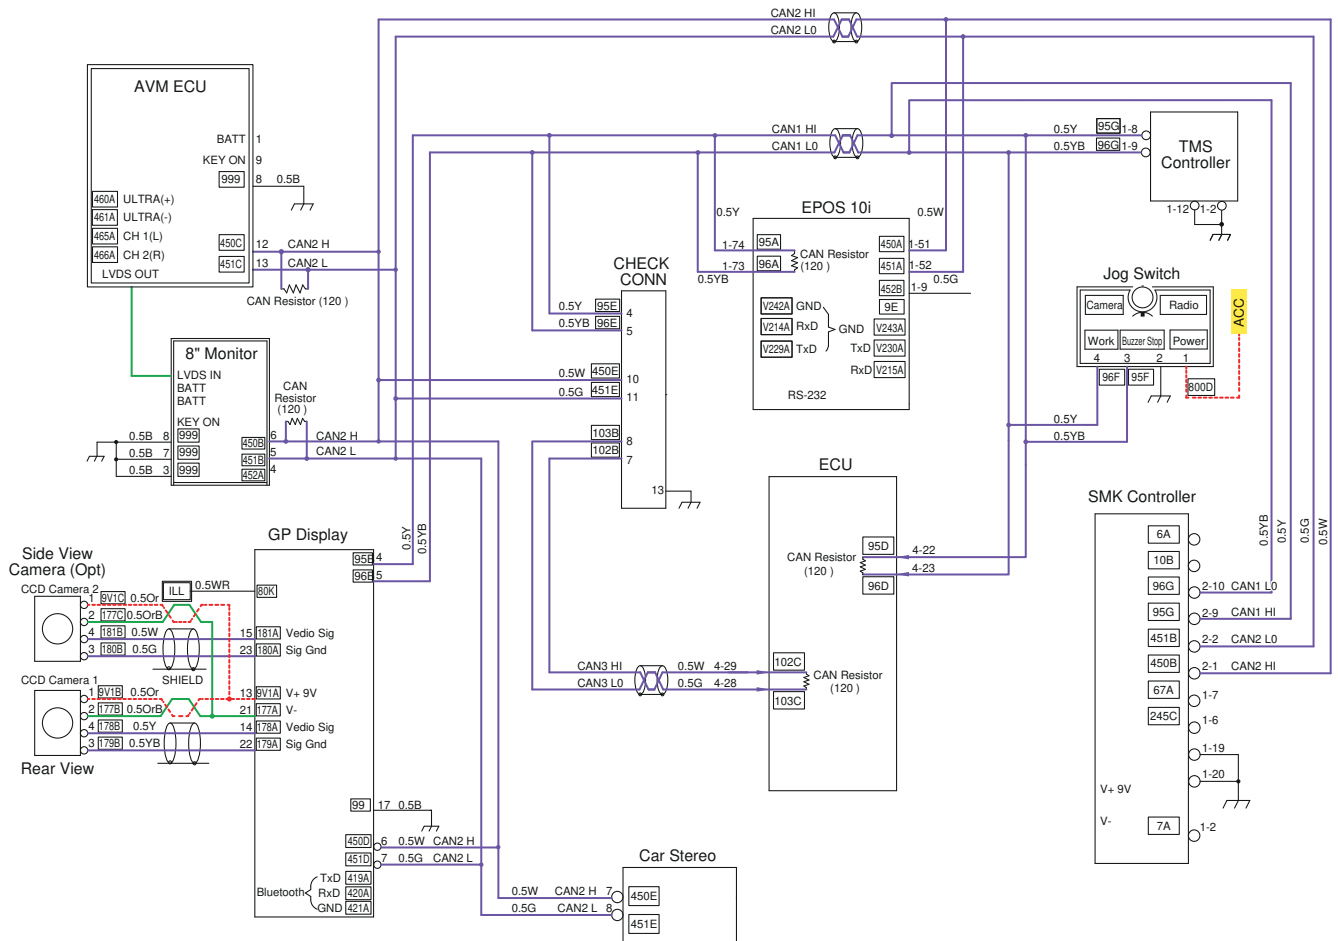 CAN2 HI
CAN2 L0
AVM ECU
BATT 1
KEY ON 9
999 8 0.5B
460A ULTRA(+)
461A ULTRA(-)
465A CH 1(L)
466A CH 2(R)
LVDS OUT
450C 12 CAN2 H
451C 13 CAN2 L
CAN Resistor (120 )
8" Monitor
LVDS IN
BATT
BATT
KEY ON
CAN
Resistor
(120 )
0.5B 8 999
0.5B 7 999
0.5B 3 999
450B 6 CAN2 H
451B 5 CAN2 L
452A 4
CAN1 HI
CAN1 L0
0.5Y 95G 1-8
0.5YB 96G 1-9
TMS
Controller
1-12 1-2
EPOS 10i
0.5Y
0.5W
1-74 95A
1-73 96A
0.5YB
CAN Resistor
(120 )
450A 1-51
451A 1-52
0.5G
452B 1-9
9E
V242A GND
V214A RxD
V229A TxD
GND V243A
TxD V230A
RxD V215A
RS-232
CHECK
CONN
0.5Y 95E 4
0.5YB 96E 5
0.5W 450E 10
0.5G 451E 11
103B 8
102B 7
13
Jog Switch
Camera Radio
Work Buzzer Stop Power
4 3 2 1
96F 95F 800D
ACC
0.5Y
0.5YB
ECU
95D 4-22
CAN Resistor
(120 )
96D 4-23
CAN3 HI 0.5W 4-29 102C
CAN3 L0 0.5G 4-28 103C
CAN Resistor
(120 )
SMK Controller
0.5YB
0.5Y
0.5G
0.5W
6A
10B
96G 2-10 CAN1 L0
95G 2-9 CAN1 HI
451B 2-2 CAN2 L0
450B 2-1 CAN2 HI
67A 1-7
245C 1-6
1-19
1-20
V+ 9V
V-
7A 1-2
GP Display
95B 4
96B 5
0.5Y
0.5YB
ILL 0.5WR 80K
Side View
Camera (Opt)
CCD Camera 2
1 9V1C 0.5Or
2 177C 0.5OrB
4 181B 0.5W
3 180B 0.5G
SHIELD
15 181A Vedio Sig
23 180A Sig Gnd
CCD Camera 1
1 9V1B 0.5Or
2 177B 0.5OrB
4 178B 0.5Y
3 179B 0.5YB
Rear View
13 9V1A V+ 9V
21 177A V-
14 178A Vedio Sig
22 179A Sig Gnd
99 17 0.5B
450D 6 0.5W CAN2 H
451D 7 0.5G CAN2 L
Bluetooth
TxD 419A
RxD 420A
GND 421A
Car Stereo
0.5W CAN2 H 7 450E
0.5G CAN2 L 8 451E